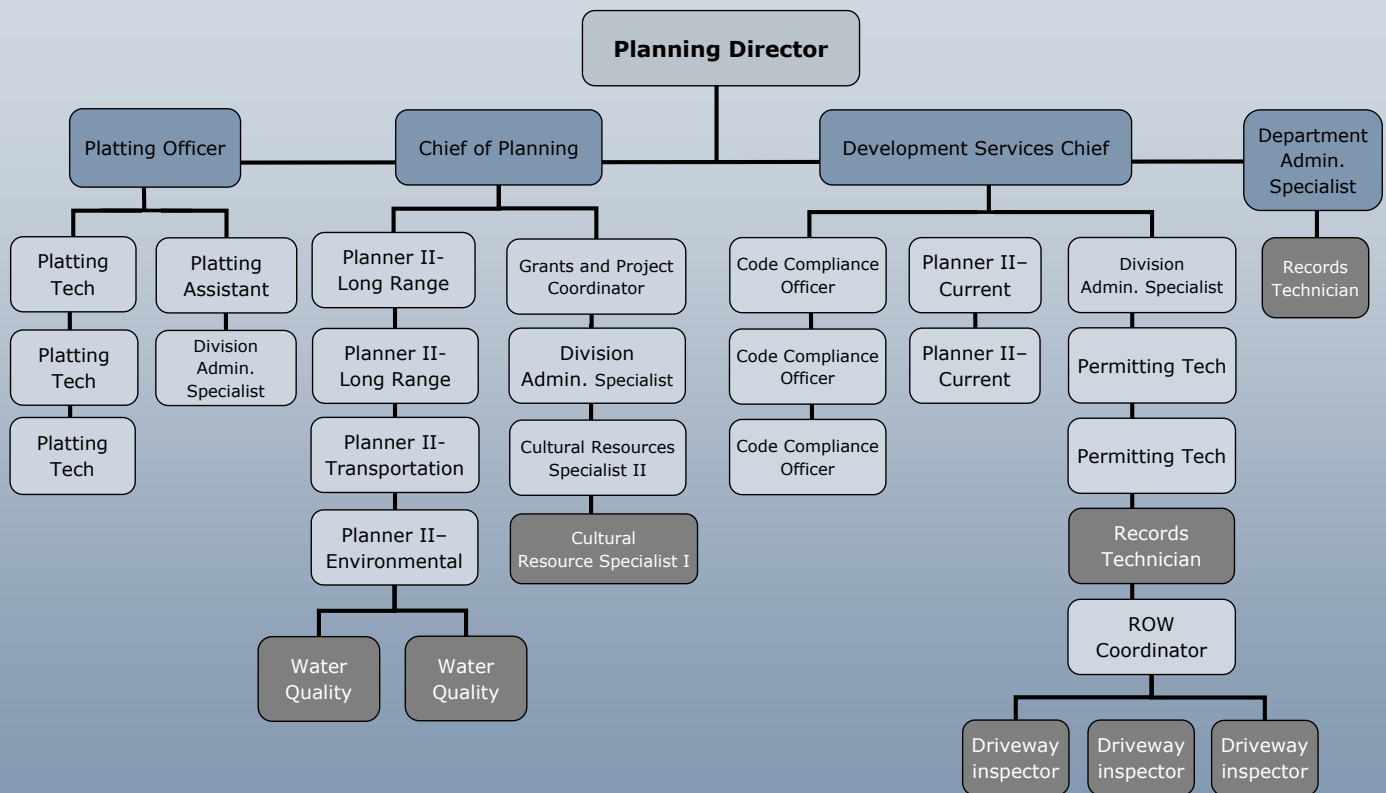 Planning Director
Platting Officer
Chief of Planning
Development Services Chief
Department
Admin.
Specialist
Platting
Tech
Platting
Assistant
Planner II-
Long Range
Grants and Project
Coordinator
Code Compliance
Officer
Planner II–
Current
Division
Admin. Specialist
Records
Technician
Platting
Tech
Division
Admin.
Specialist
Planner II-
Long Range
Division
Admin. Specialist
Code Compliance
Officer
Planner II–
Current
Permitting Tech
Platting
Tech
Planner II-
Transportation
Cultural Resources
Specialist II
Code Compliance
Officer
Permitting Tech
Planner II–
Environmental
Cultural
Resource Specialist I
Records
Technician
Water
Quality
Water
Quality
ROW
Coordinator
Driveway
inspector
Driveway
inspector
Driveway
inspector